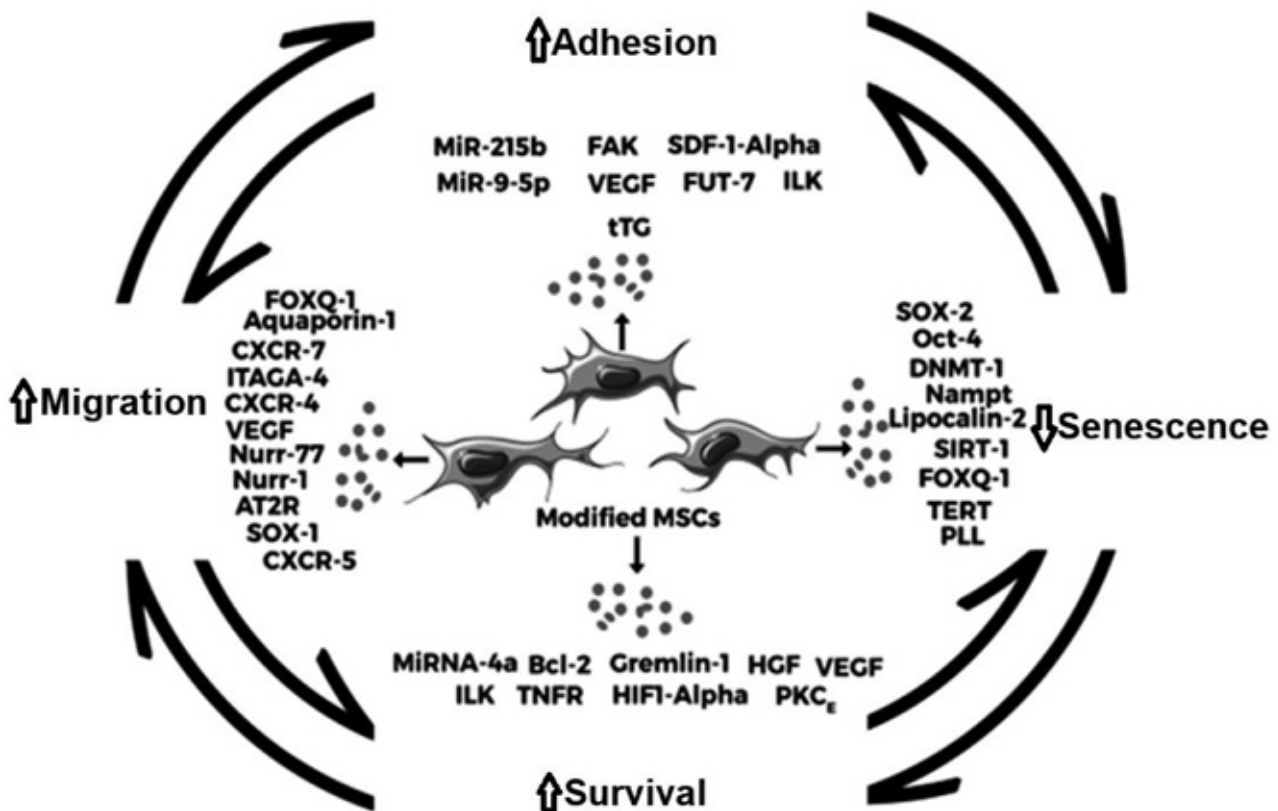 ⇧Adhesion
MiR-215b FAK SDF-1-Alpha
MiR-9-5p VEGF FUT-7 ILK
tTG
FOXQ-1
Aquaporin-1
CXCR-7
ITAGA-4
CXCR-4
VEGF
Nurr-77
Nurr-1
AT2R
SOX-1
CXCR-5
⇧Migration
SOX-2
Oct-4
DNMT-1
Nampt
Lipocalin-2
SIRT-1
FOXQ-1
TERT
PLL
⇩Senescence
Modified MSCs
MiRNA-4a Bcl-2 Gremlin-1 HGF VEGF
ILK TNFR HIF1-Alpha PKCE
⇧Survival